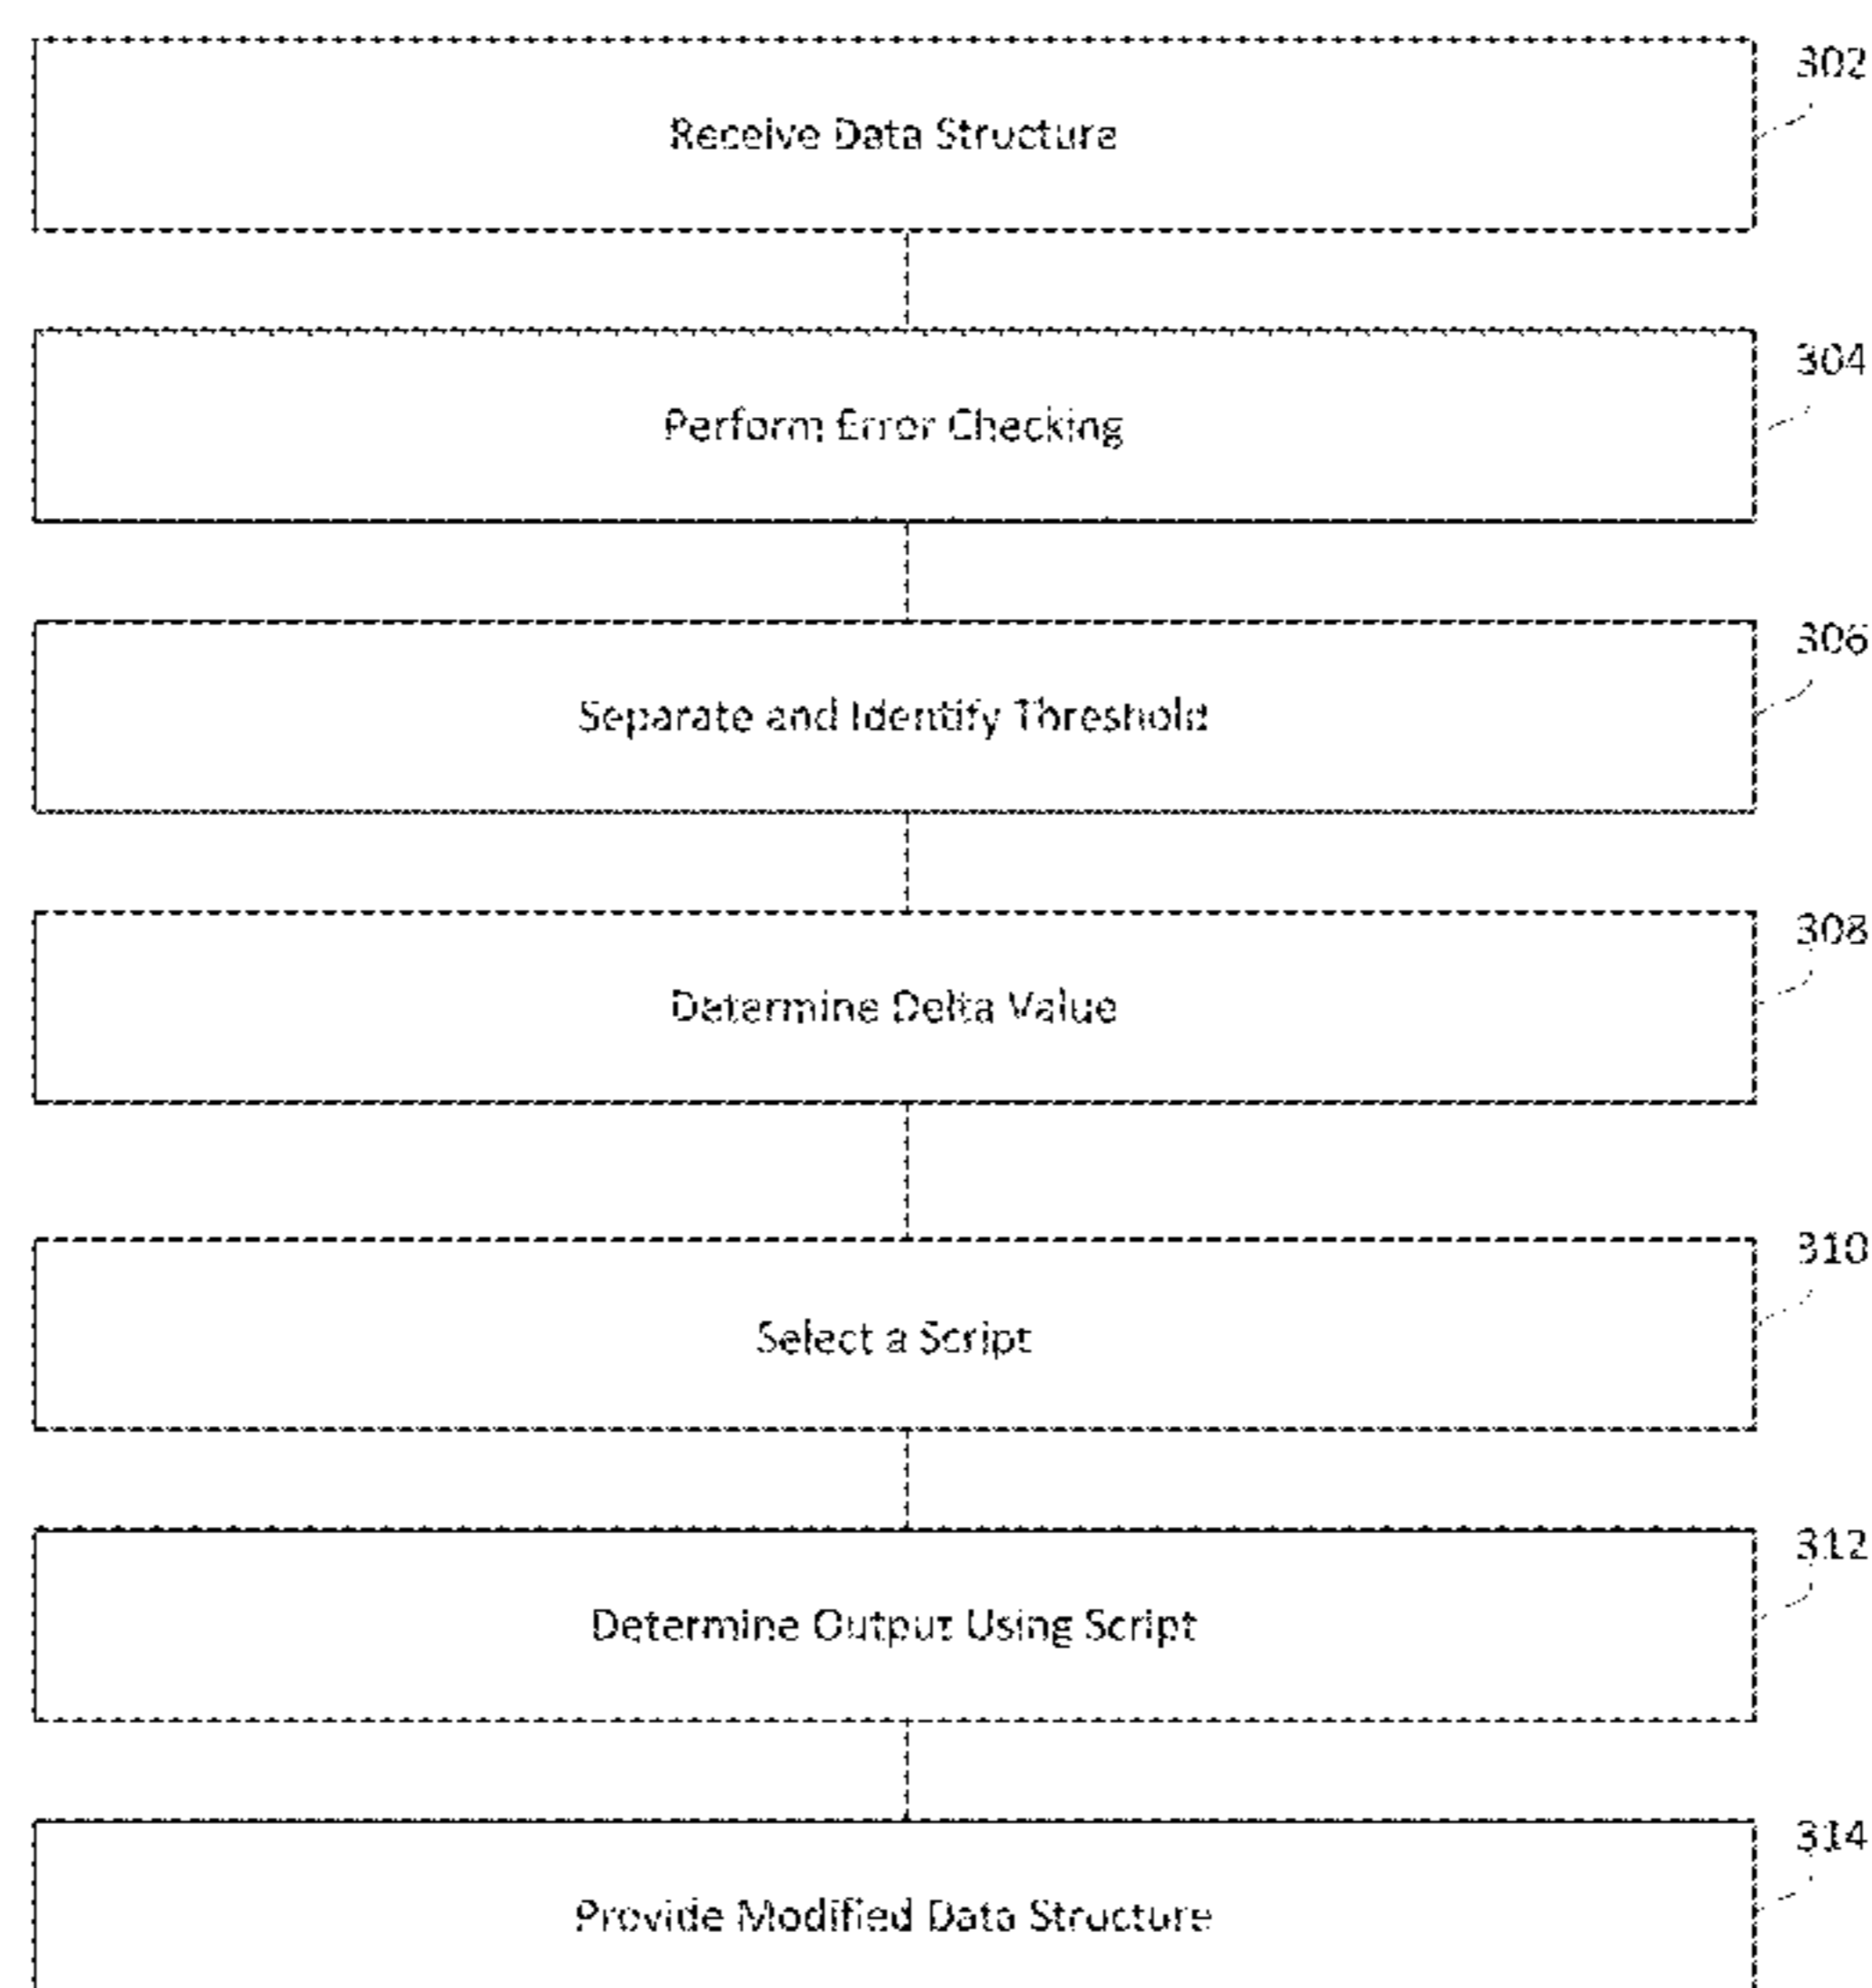 302
Receive Data Structure
304
Perform Error Checking
306
Separate and Identify Threshold
308
Determine Delta Value
310
Select a Script
312
Determine Output Using Script
314
Provide Modified Data Structure